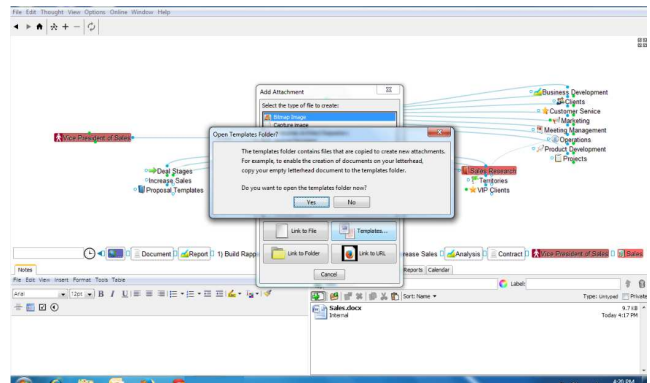 File Edit Thought View Options Online Window Help
Add Attachment
Select the type of file to create:
Bitmap Image
Capture image
Open Templates Folder?
The templates folder contains files that are copied to create new attachments.
For example, to enable the creation of documents on your letterhead,
copy your empty letterhead document to the templates folder.
Do you want to open the templates folder now?
Yes No
Link to File Templates...
Link to Folder Link to URL
Cancel
Vice President of Sales
Deal Stages
Increase Sales
Proposal Templates
Business Development
Clients
Customer Service
Marketing
Meeting Management
Operations
Product Development
Projects
Sales Research
Territories
VIP Clients
Document Report 1) Build Rapp
rease Sales Analysis Contract Vice President of Sales Sales
Notes
Reports Calendar
File Edit View Insert Format Tools Table
Label:
Arial 12pt B I U
Sort: Name Type: Untyped Private
Sales.docx 9.7 KB
Internal Today 4:17 PM
4:20 PM